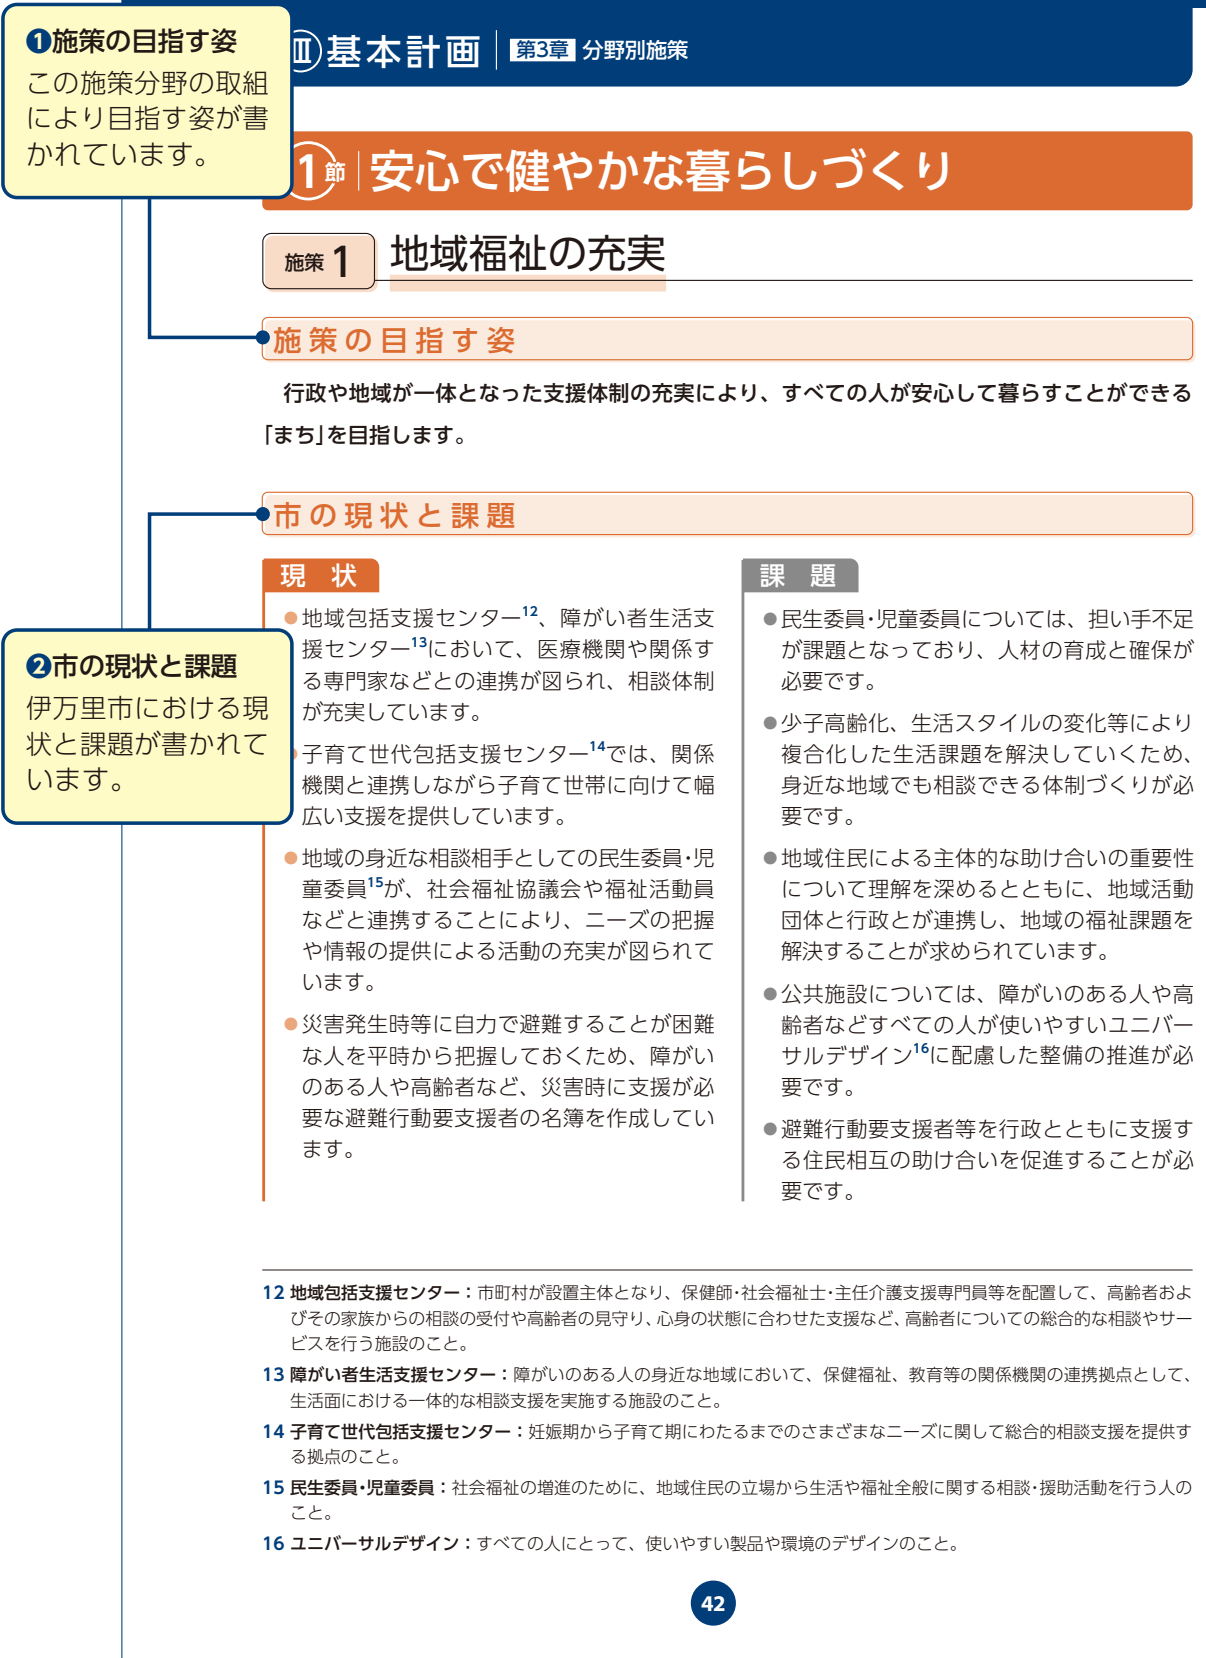 ❶施策の目指す姿
この施策分野の取組
により目指す姿が書
かれています。
Ⅲ 基本計画 第3章 分野別施策
1節 安心で健やかな暮らしづくり
施策 1 地域福祉の充実
施策の目指す姿
行政や地域が一体となった支援体制の充実により、すべての人が安心して暮らすことができる
「まち」を目指します。
市の現状と課題
❷市の現状と課題
伊万里市における現
状と課題が書かれて
います。
現 状
●地域包括支援センター12、障がい者生活支
援センター13において、医療機関や関係す
る専門家などとの連携が図られ、相談体制
が充実しています。
●子育て世代包括支援センター14では、関係
機関と連携しながら子育て世帯に向けて幅
広い支援を提供しています。
●地域の身近な相談相手としての民生委員・児
童委員15が、社会福祉協議会や福祉活動員
などと連携することにより、ニーズの把握
や情報の提供による活動の充実が図られて
います。
●災害発生時等に自力で避難することが困難
な人を平時から把握しておくため、障がい
のある人や高齢者など、災害時に支援が必
要な避難行動要支援者の名簿を作成してい
ます。
課 題
●民生委員・児童委員については、担い手不足
が課題となっており、人材の育成と確保が
必要です。
●少子高齢化、生活スタイルの変化等により
複合化した生活課題を解決していくため、
身近な地域でも相談できる体制づくりが必
要です。
●地域住民による主体的な助け合いの重要性
について理解を深めるとともに、地域活動
団体と行政とが連携し、地域の福祉課題を
解決することが求められています。
●公共施設については、障がいのある人や高
齢者などすべての人が使いやすいユニバー
サルデザイン16に配慮した整備の推進が必
要です。
●避難行動要支援者等を行政とともに支援す
る住民相互の助け合いを促進することが必
要です。
12 地域包括支援センター：市町村が設置主体となり、保健師・社会福祉士・主任介護支援専門員等を配置して、高齢者およ
びその家族からの相談の受付や高齢者の見守り、心身の状態に合わせた支援など、高齢者についての総合的な相談やサー
ビスを行う施設のこと。
13 障がい者生活支援センター：障がいのある人の身近な地域において、保健福祉、教育等の関係機関の連携拠点として、
生活面における一体的な相談支援を実施する施設のこと。
14 子育て世代包括支援センター：妊娠期から子育て期にわたるまでのさまざまなニーズに関して総合的相談支援を提供す
る拠点のこと。
15 民生委員・児童委員：社会福祉の増進のために、地域住民の立場から生活や福祉全般に関する相談・援助活動を行う人の
こと。
16 ユニバーサルデザイン：すべての人にとって、使いやすい製品や環境のデザインのこと。
42